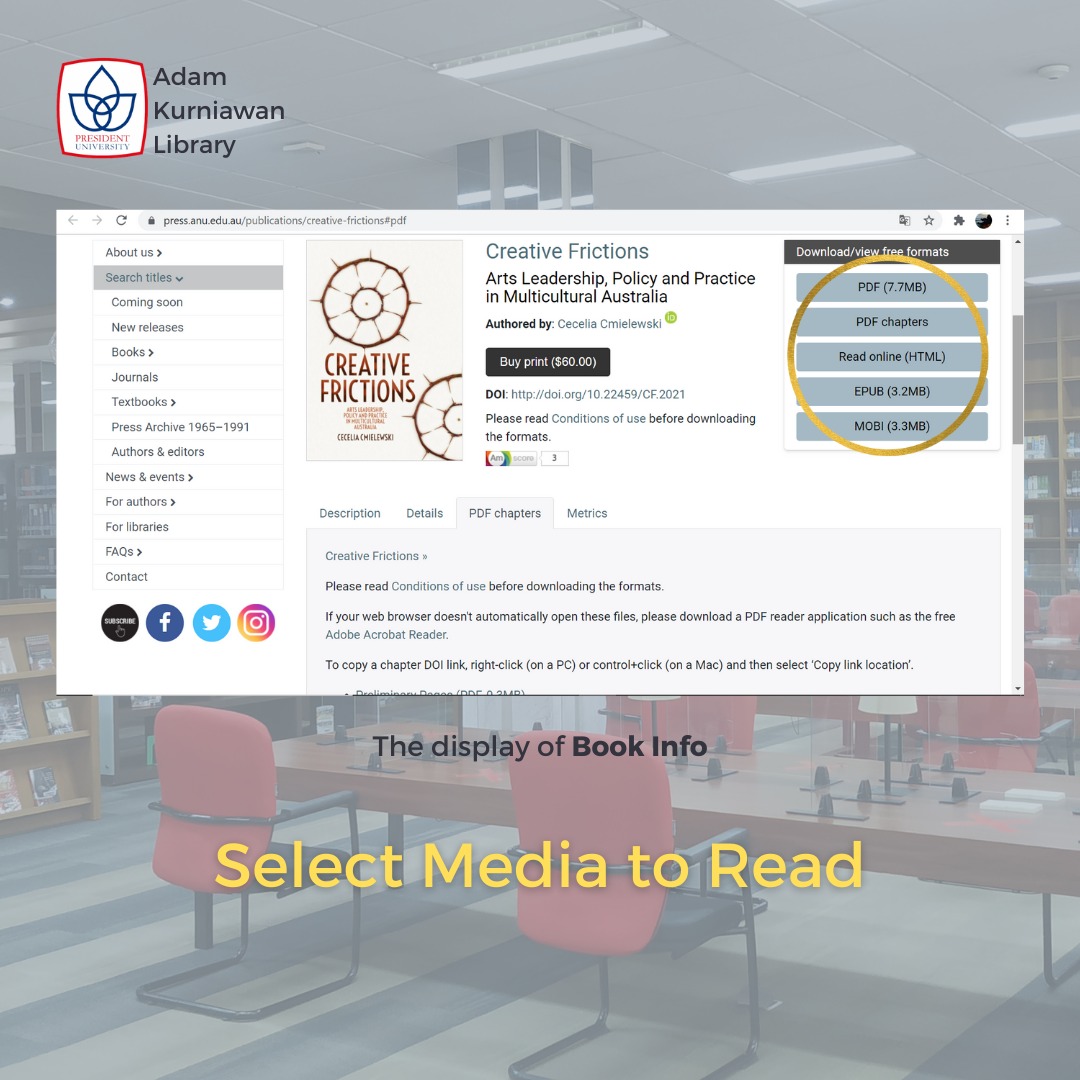 Adam
Kurniawan
Library
PRESIDENT
UNIVERSITY
press.anu.edu.au/publications/creative-frictions#pdf
About us
Search titles
Coming soon
New releases
Books
Journals
Textbooks
Press Archive 1965–1991
Authors & editors
News & events
For authors
For libraries
FAQs
Contact
SUBSCRIBE
CREATIVE
FRICTIONS
ARTS LEADERSHIP,
POLICY AND PRACTICE
IN MULTICULTURAL
AUSTRALIA
CECELIA CMIELEWSKI
Creative Frictions
Arts Leadership, Policy and Practice
in Multicultural Australia
Authored by: Cecelia Cmielewski iD
Buy print ($60.00)
DOI: http://doi.org/10.22459/CF.2021
Please read Conditions of use before downloading
the formats.
Am score 3
Download/view free formats
PDF (7.7MB)
PDF chapters
Read online (HTML)
EPUB (3.2MB)
MOBI (3.3MB)
Description Details PDF chapters Metrics
Creative Frictions »
Please read Conditions of use before downloading the formats.
If your web browser doesn't automatically open these files, please download a PDF reader application such as the free
Adobe Acrobat Reader.
To copy a chapter DOI link, right-click (on a PC) or control+click (on a Mac) and then select ‘Copy link location’.
• Preliminary Pages (PDF, 0.3MB)
The display of Book Info
Select Media to Read